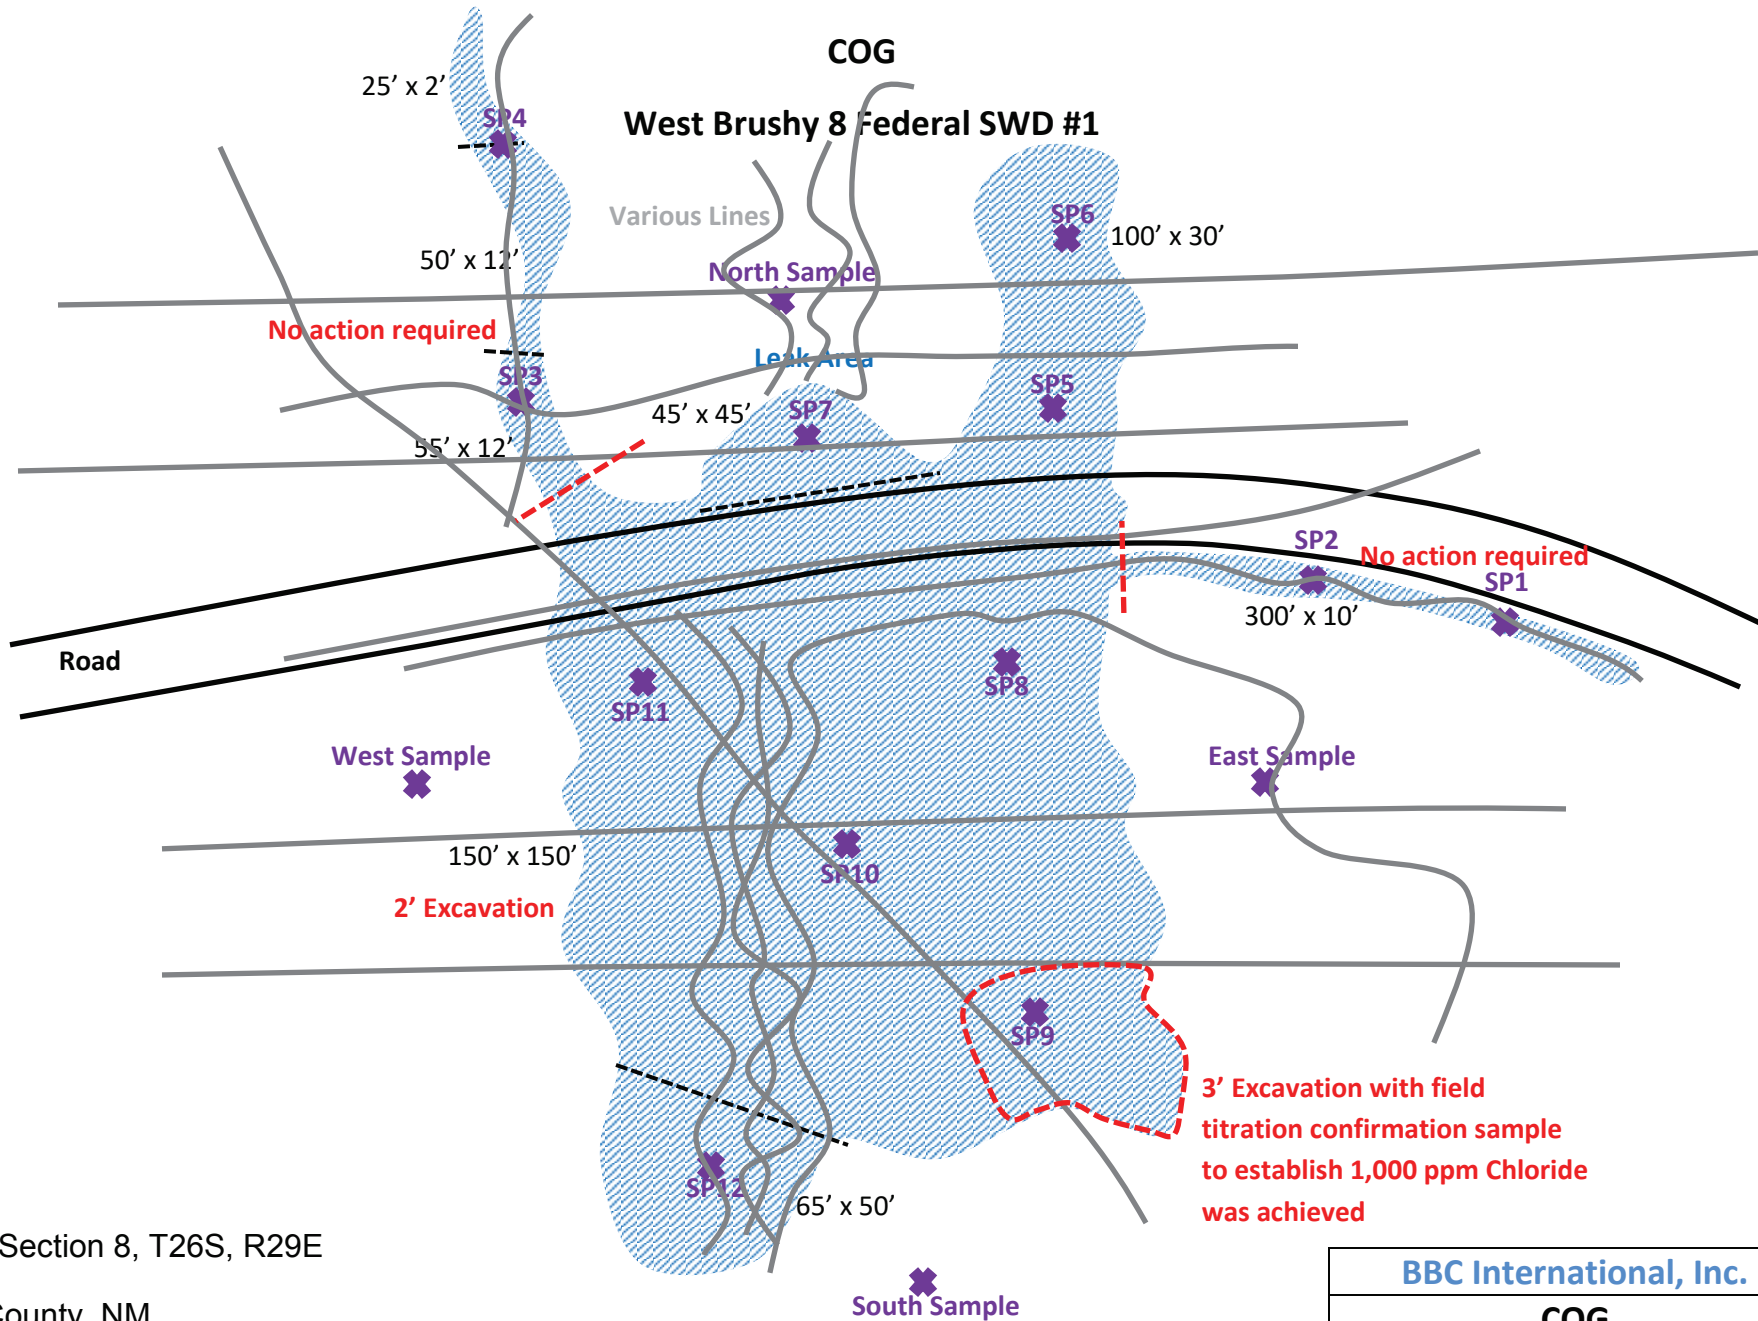 COG
25’ x 2’
SP4
West Brushy 8 Federal SWD #1
Various Lines
SP6
100’ x 30’
50’ x 12’
North Sample
No action required
Leak Area
SP3
SP5
45’ x 45’
SP7
55’ x 12’
SP2
No action required
SP1
300’ x 10’
Road
SP11
SP8
West Sample
East Sample
150’ x 150’
SP10
2’ Excavation
SP9
3’ Excavation with field
titration confirmation sample
to establish 1,000 ppm Chloride
was achieved
SP12
65’ x 50’
Section 8, T26S, R29E
BBC International, Inc.
South Sample
County, NM
COG